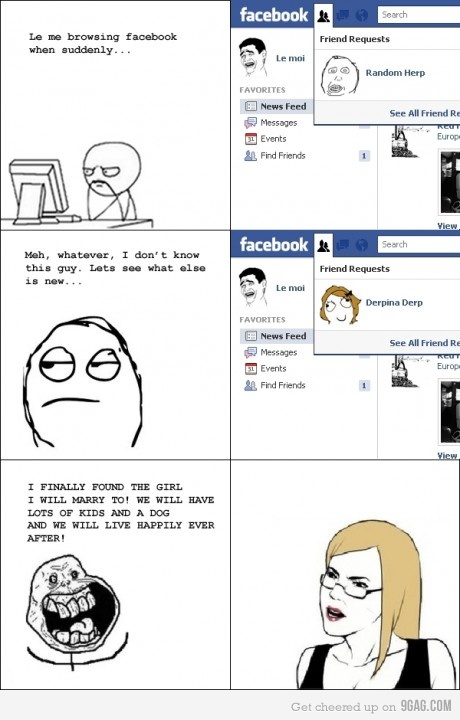 Le me browsing facebook
when suddenly...
facebook
Search
Friend Requests
Le moi
Random Herp
FAVORITES
News Feed
See All Friend Re
Messages
Events
Europe
Find Friends
1
View
Meh, whatever, I don't know
this guy. Lets see what else
is new...
facebook
Search
Friend Requests
Le moi
Derpina Derp
FAVORITES
News Feed
See All Friend Re
Messages
Events
Europe
Find Friends
1
View
I FINALLY FOUND THE GIRL
I WILL MARRY TO! WE WILL HAVE
LOTS OF KIDS AND A DOG
AND WE WILL LIVE HAPPILY EVER
AFTER!
Get cheered up on 9GAG.COM